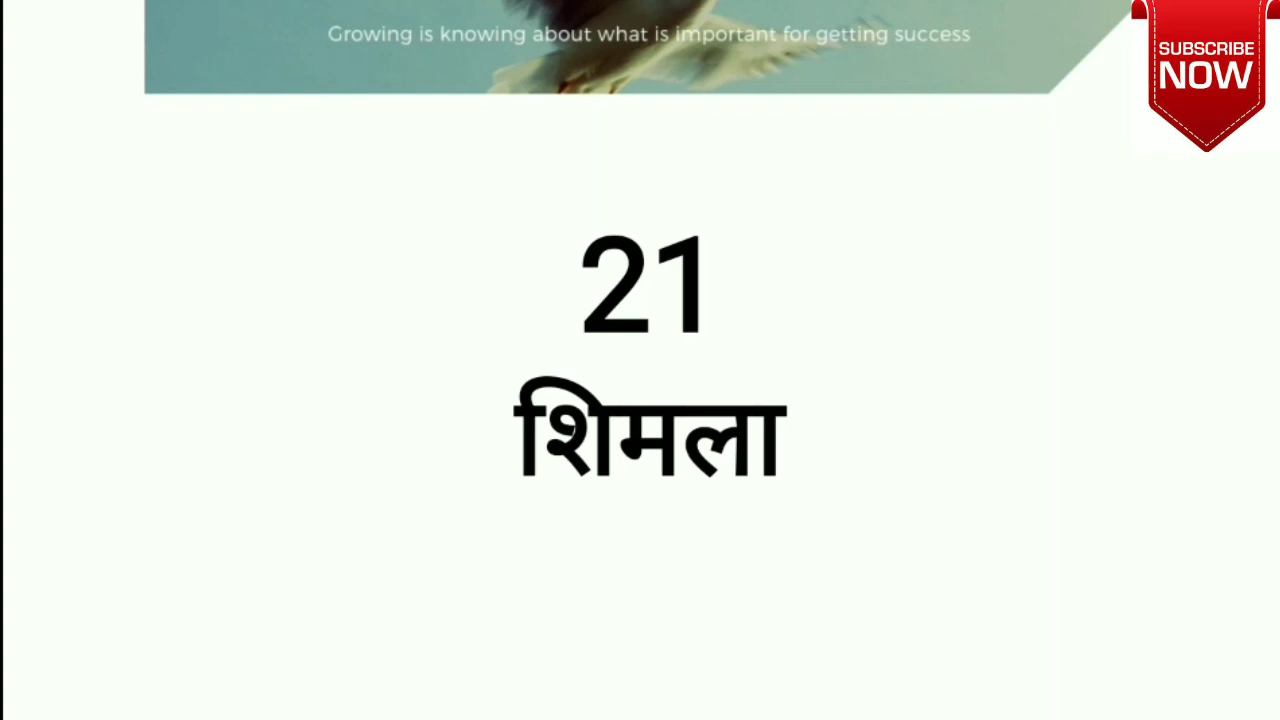 Growing is knowing about what is important for getting success
SUBSCRIBE
NOW
21
शिमला